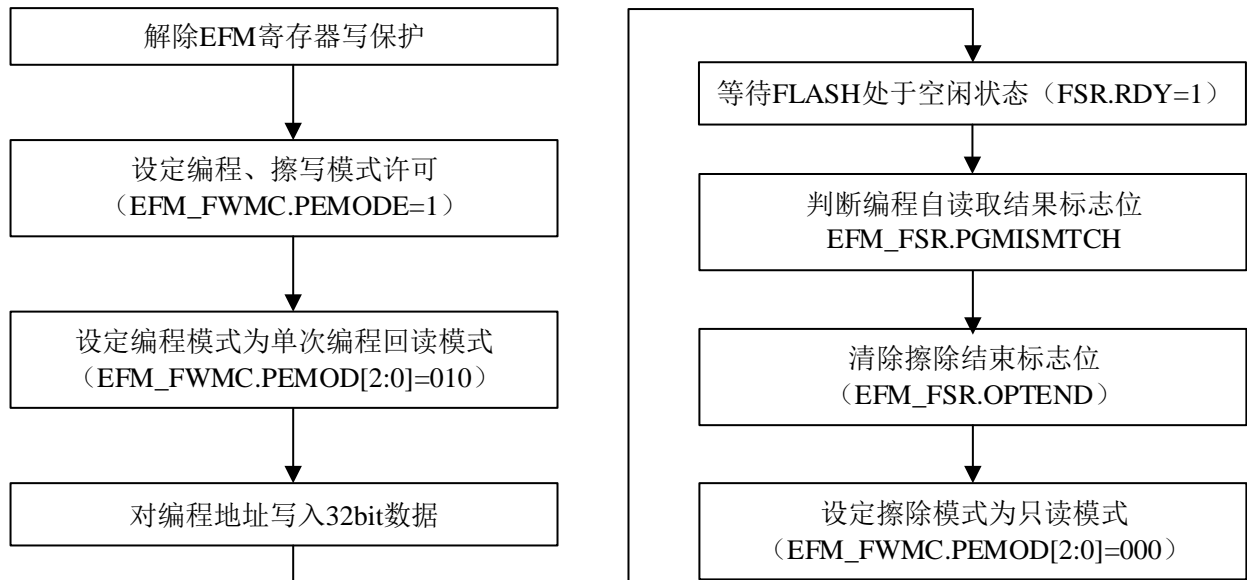 解除EFM寄存器写保护
设定编程、擦写模式许可
（EFM_FWMC.PEMODE=1）
设定编程模式为单次编程回读模式
（EFM_FWMC.PEMOD[2:0]=010）
对编程地址写入32bit数据
等待FLASH处于空闲状态（FSR.RDY=1）
判断编程自读取结果标志位
EFM_FSR.PGMISMTCH
清除擦除结束标志位
（EFM_FSR.OPTEND）
设定擦除模式为只读模式
（EFM_FWMC.PEMOD[2:0]=000）